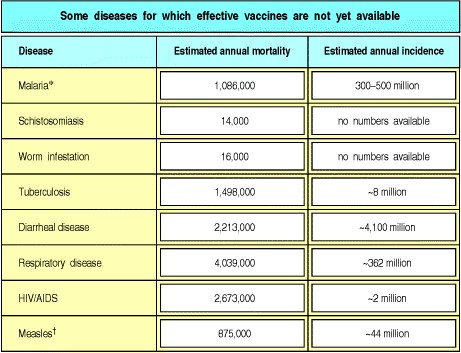 Some diseases for which effective vaccines are not yet available
Disease Estimated annual mortality Estimated annual incidence
Malaria* 1,086,000 300–500 million
Schistosomiasis 14,000 no numbers available
Worm infestation 16,000 no numbers available
Tuberculosis 1,498,000 ~8 million
Diarrheal disease 2,213,000 ~4,100 million
Respiratory disease 4,039,000 ~362 million
HIV/AIDS 2,673,000 ~2 million
Measles† 875,000 ~44 million